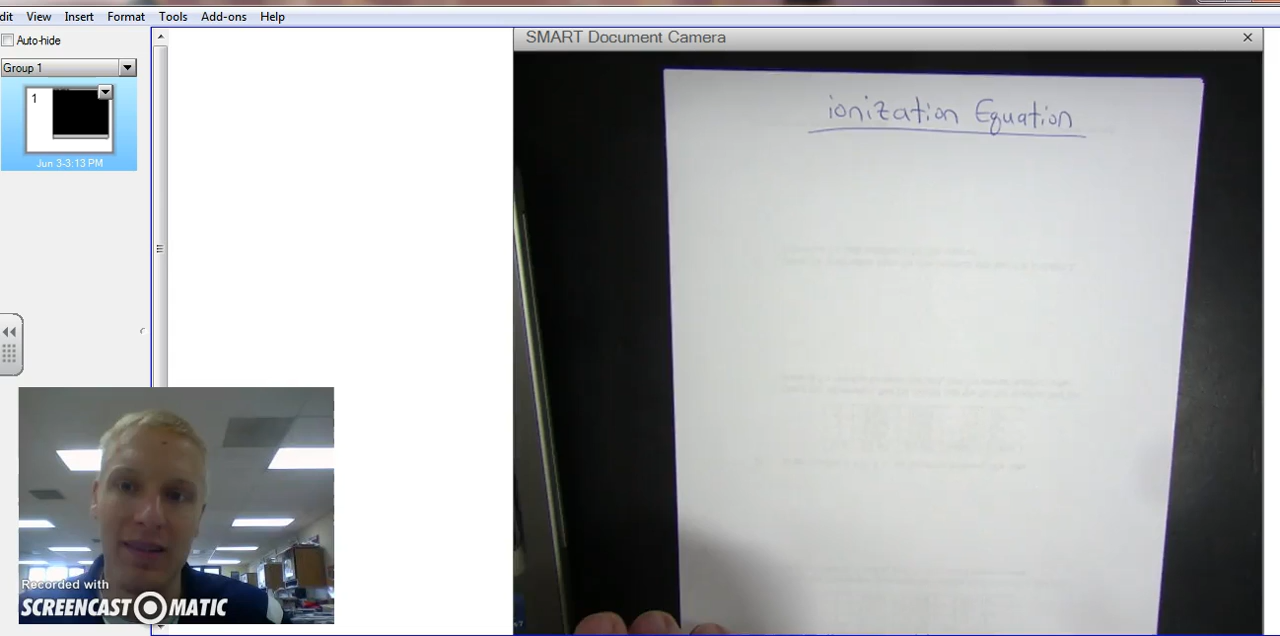 dit View Insert Format Tools Add-ons Help
Auto-hide
Group 1
1
Jun 3-3:13 PM
SMART Document Camera
ionization Equation
Recorded with
SCREENCAST MATIC